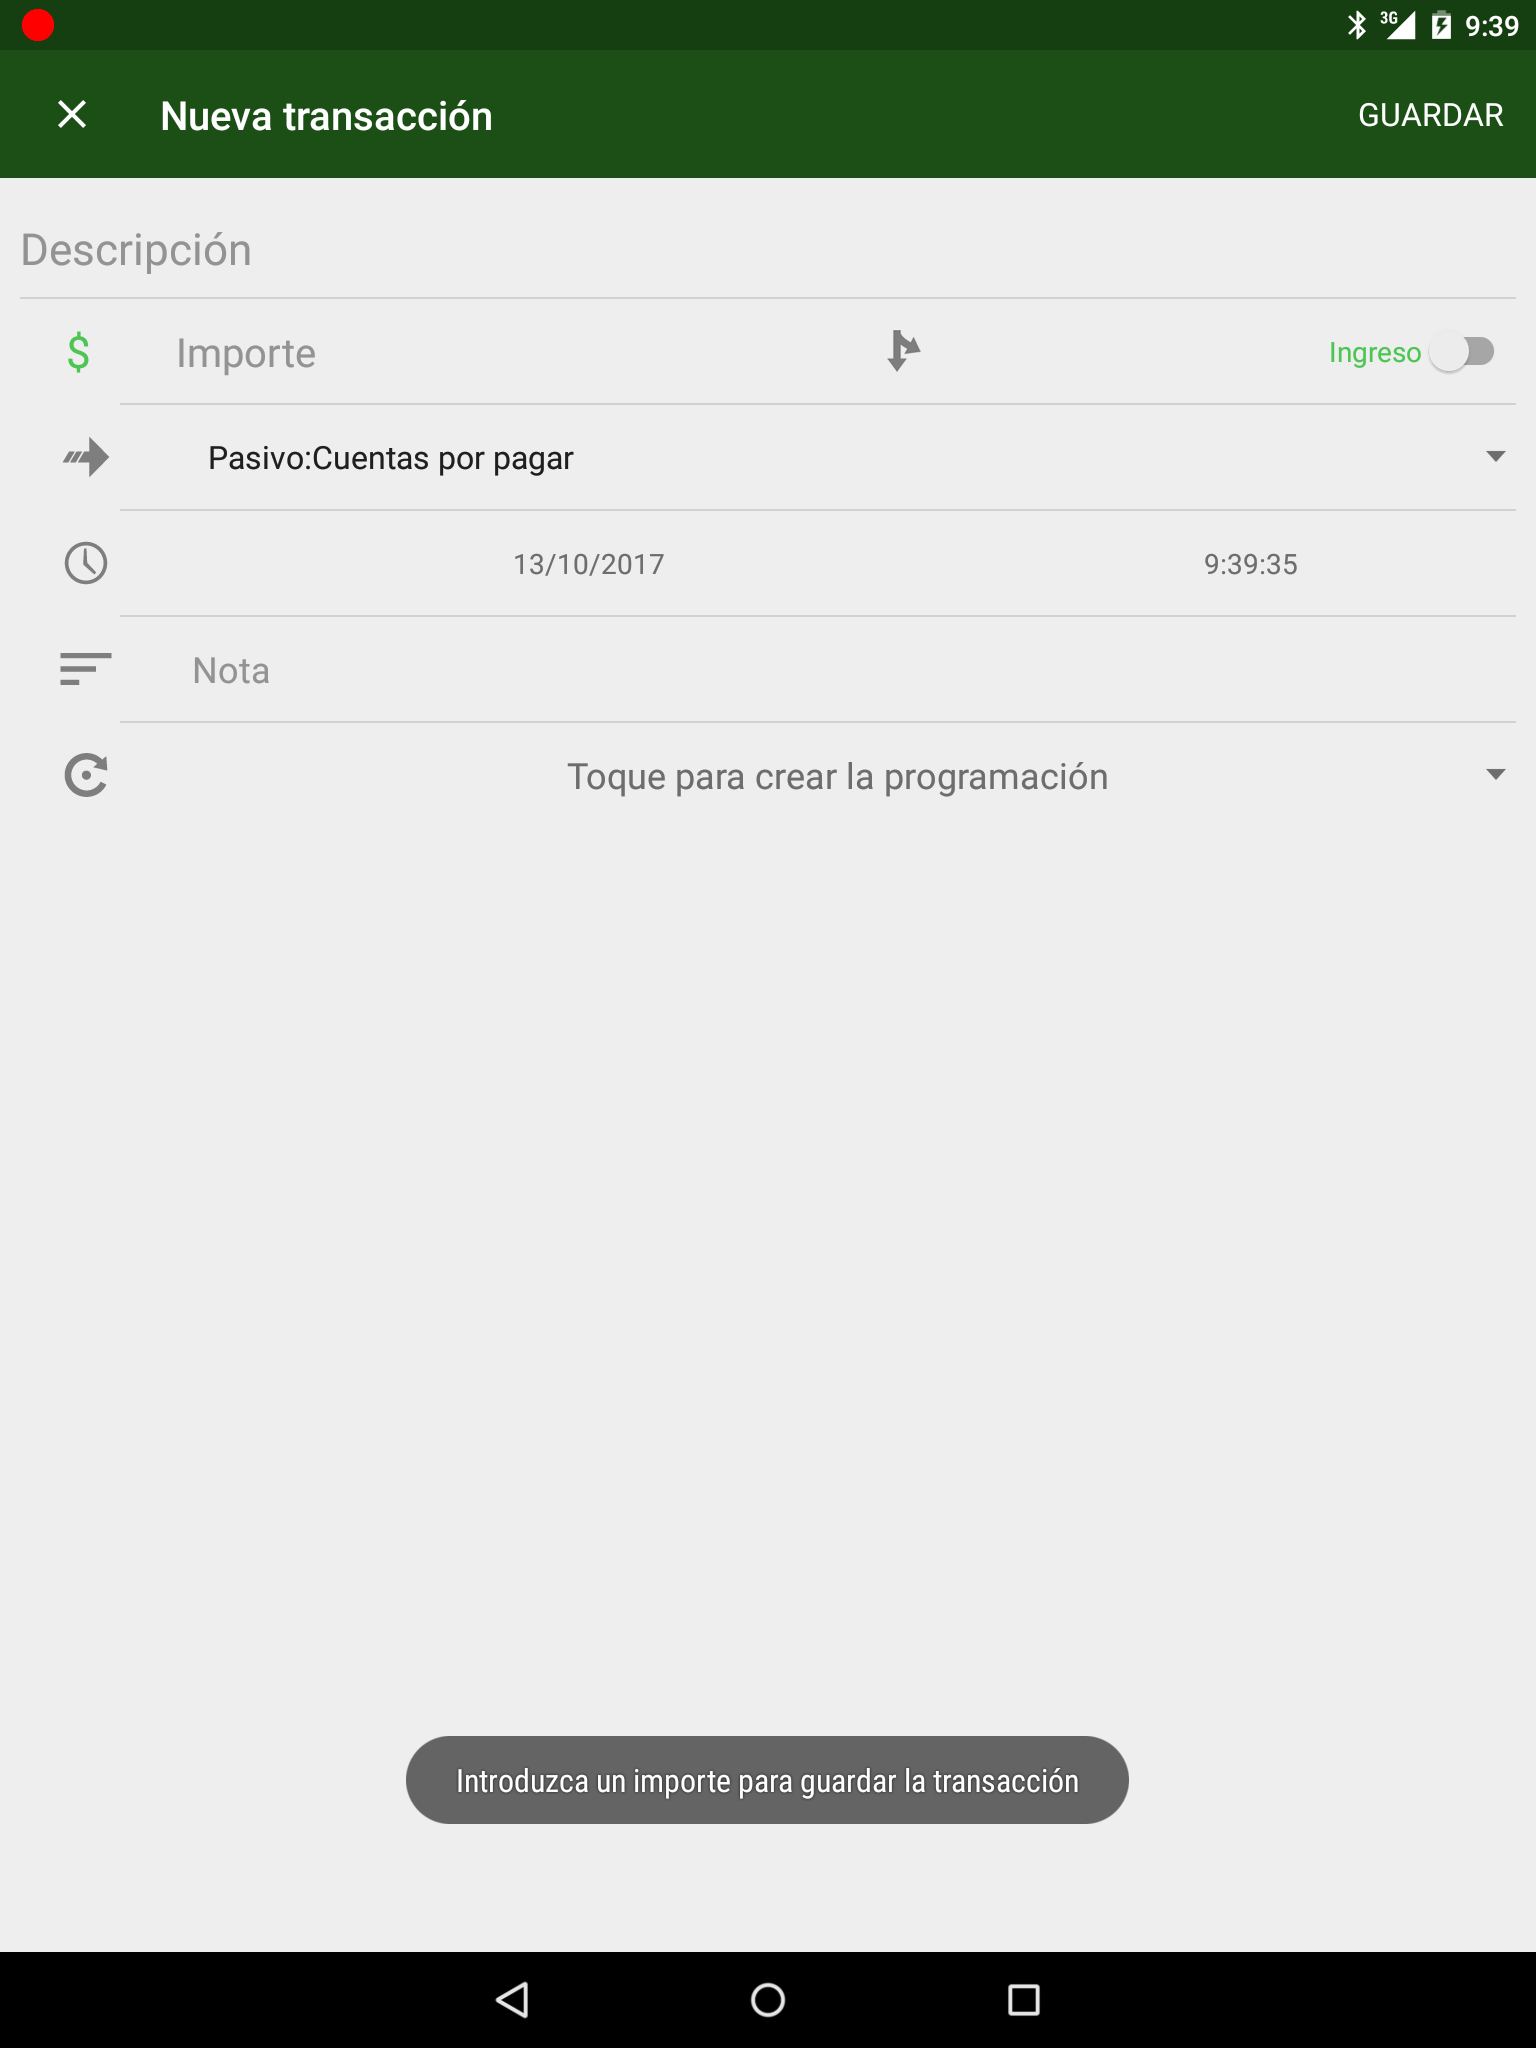 3G 9:39
Nueva transacción GUARDAR
Descripción
$ Importe Ingreso
Pasivo:Cuentas por pagar
13/10/2017 9:39:35
Nota
Toque para crear la programación
Introduzca un importe para guardar la transacción